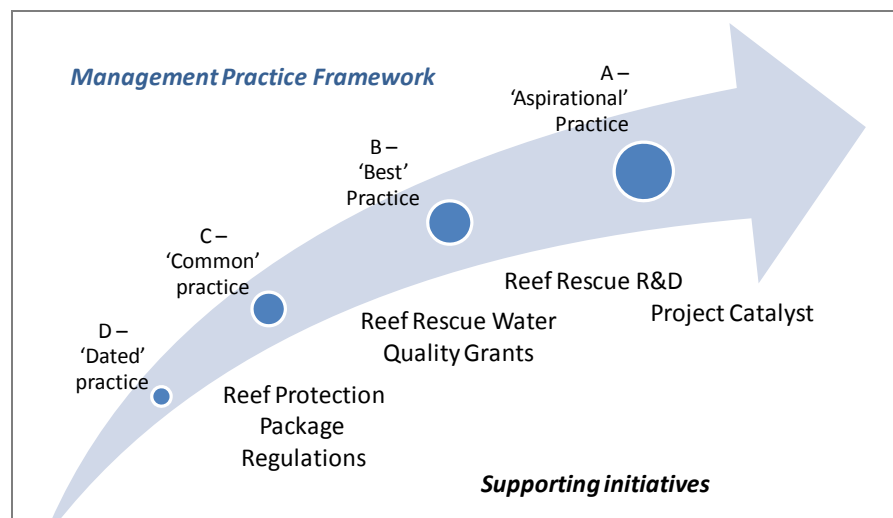 Management Practice Framework
A –
‘Aspirational’
Practice
B –
‘Best’
Practice
C –
‘Common’
practice
D –
‘Dated’
practice
Reef Rescue R&D
Project Catalyst
Reef Rescue Water
Quality Grants
Reef Protection
Package
Regulations
Supporting initiatives